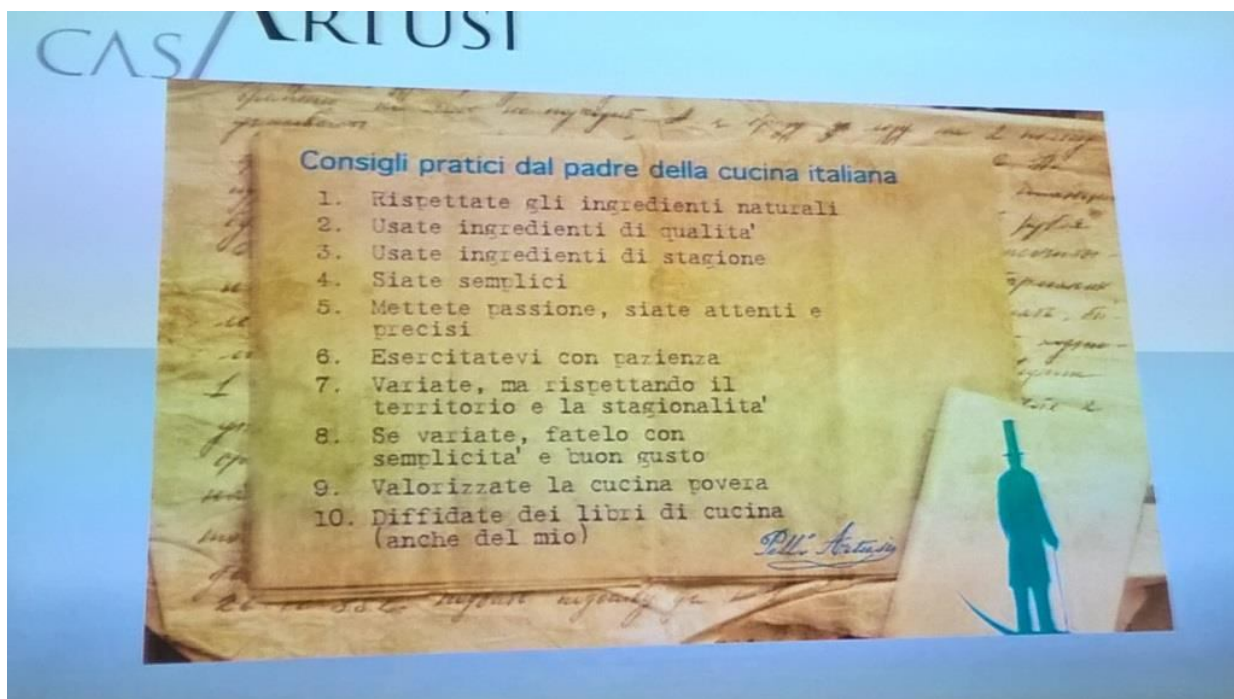 CASARTUSI
Consigli pratici dal padre della cucina italiana
1. Rispettate gli ingredienti naturali
2. Usate ingredienti di qualita'
3. Usate ingredienti di stagione
4. Siate semplici
5. Mettete passione, siate attenti e
precisi
6. Esercitatevi con pazienza
7. Variate, ma rispettando il
territorio e la stagionalita'
8. Se variate, fatelo con
semplicita' e buon gusto
9. Valorizzate la cucina povera
10. Diffidate dei libri di cucina
(anche del mio)
Artusi